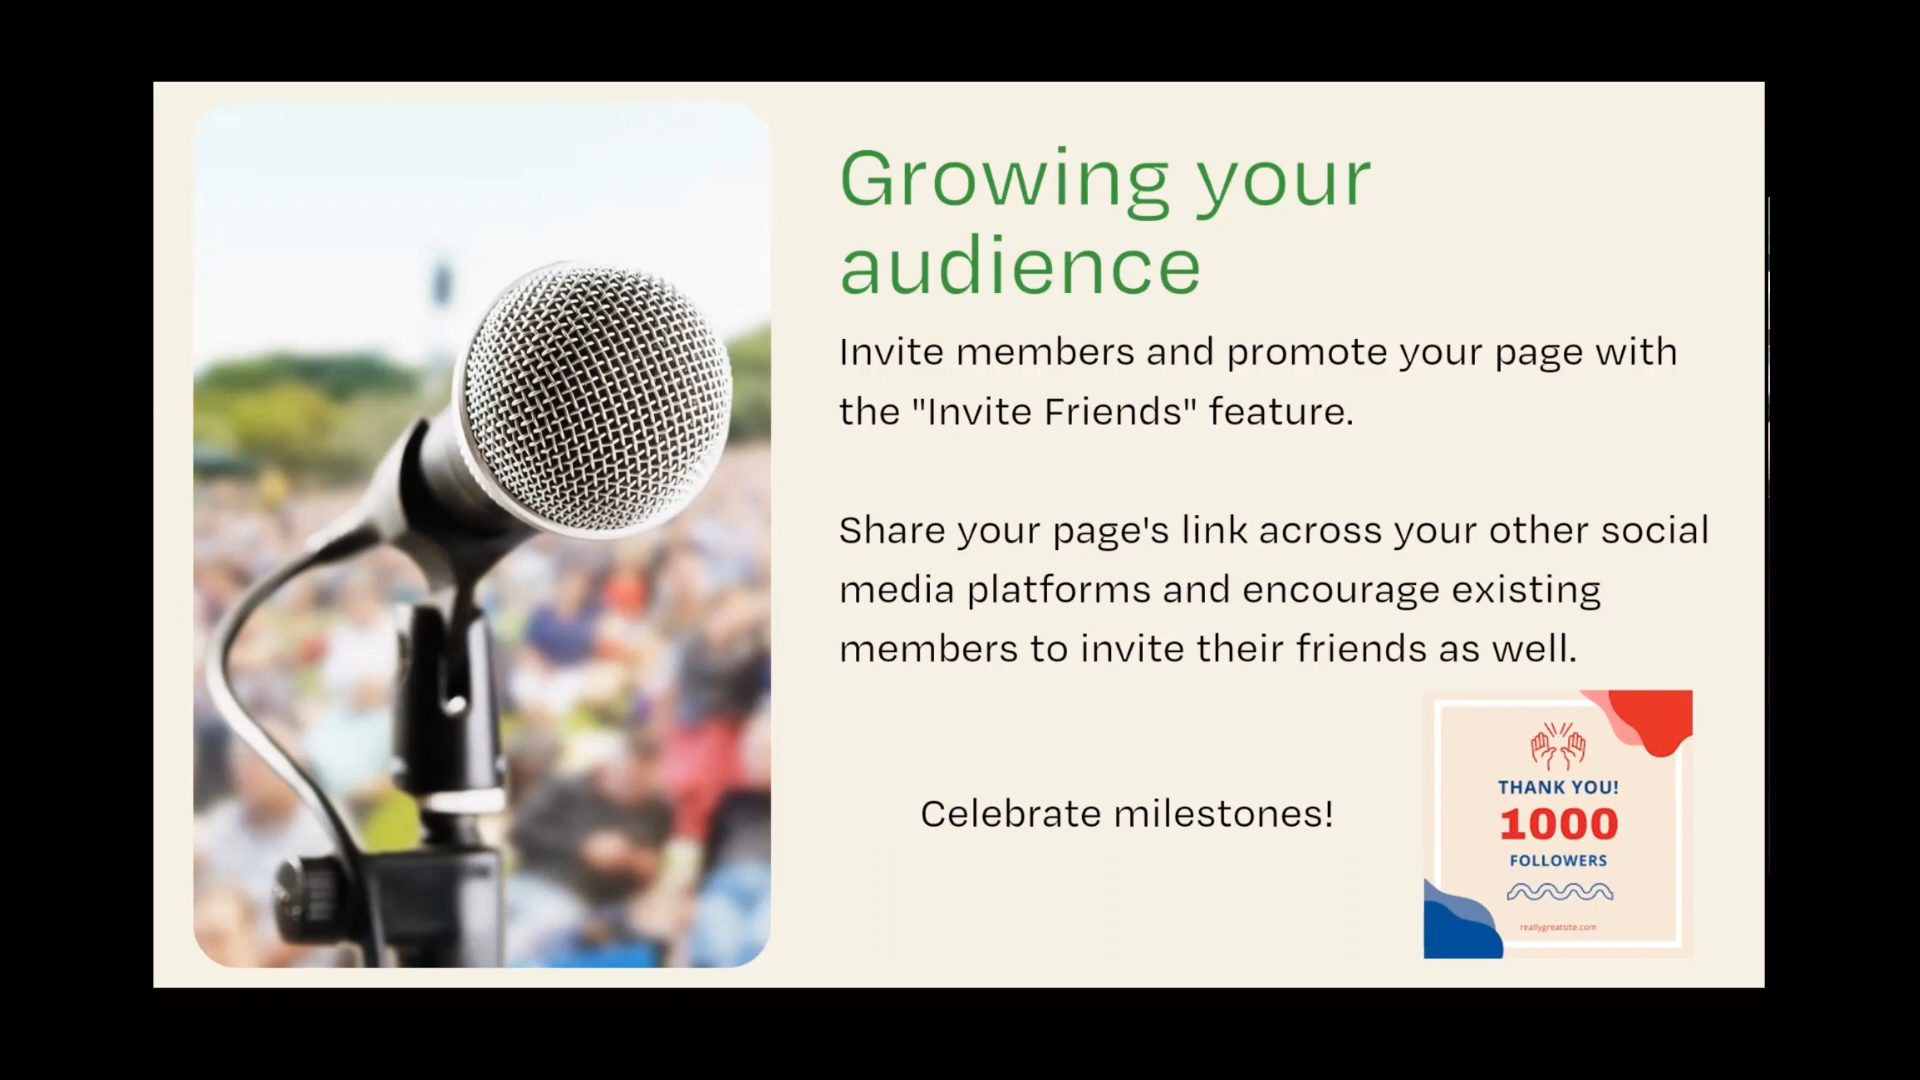 Growing your
audience
Invite members and promote your page with
the "Invite Friends" feature.
Share your page's link across your other social
media platforms and encourage existing
members to invite their friends as well.
Celebrate milestones!
THANK YOU!
1000
FOLLOWERS
reallygreatsite.com